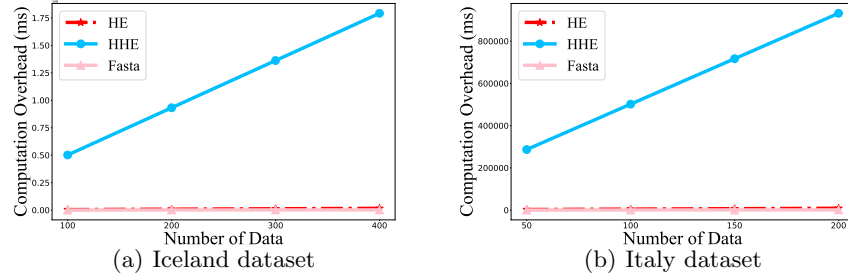 HE
HHE
Fasta
Computation Overhead (ms)
1.75
1.50
1.25
1.00
0.75
0.50
0.25
0.00
100
200
300
400
Number of Data
(a) Iceland dataset
HE
HHE
Fasta
Computation Overhead (ms)
800000
600000
400000
200000
0
50
100
150
200
Number of Data
(b) Italy dataset